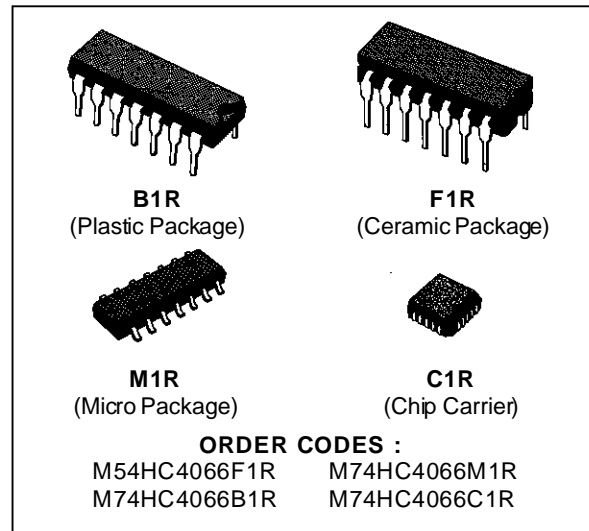 B1R
(Plastic Package)
F1R
(Ceramic Package)
M1R
(Micro Package)
C1R
(Chip Carrier)
ORDER CODES :
M54HC4066F1R M74HC4066M1R
M74HC4066B1R M74HC4066C1R